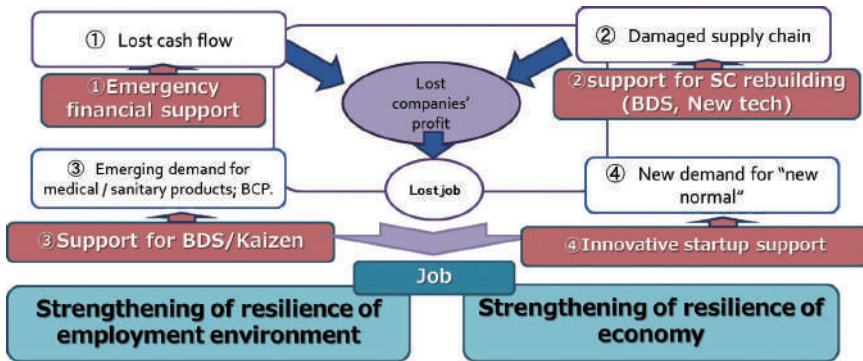 ① Lost cash flow
② Damaged supply chain
①Emergency
financial support
Lost
companies’
profit
②support for SC rebuilding
(BDS, New tech)
③ Emerging demand for
medical / sanitary products; BCP.
Lost job
④ New demand for “new
normal”
③Support for BDS/Kaizen
④Innovative startup support
Job
Strengthening of resilience of
employment environment
Strengthening of resilience of
economy